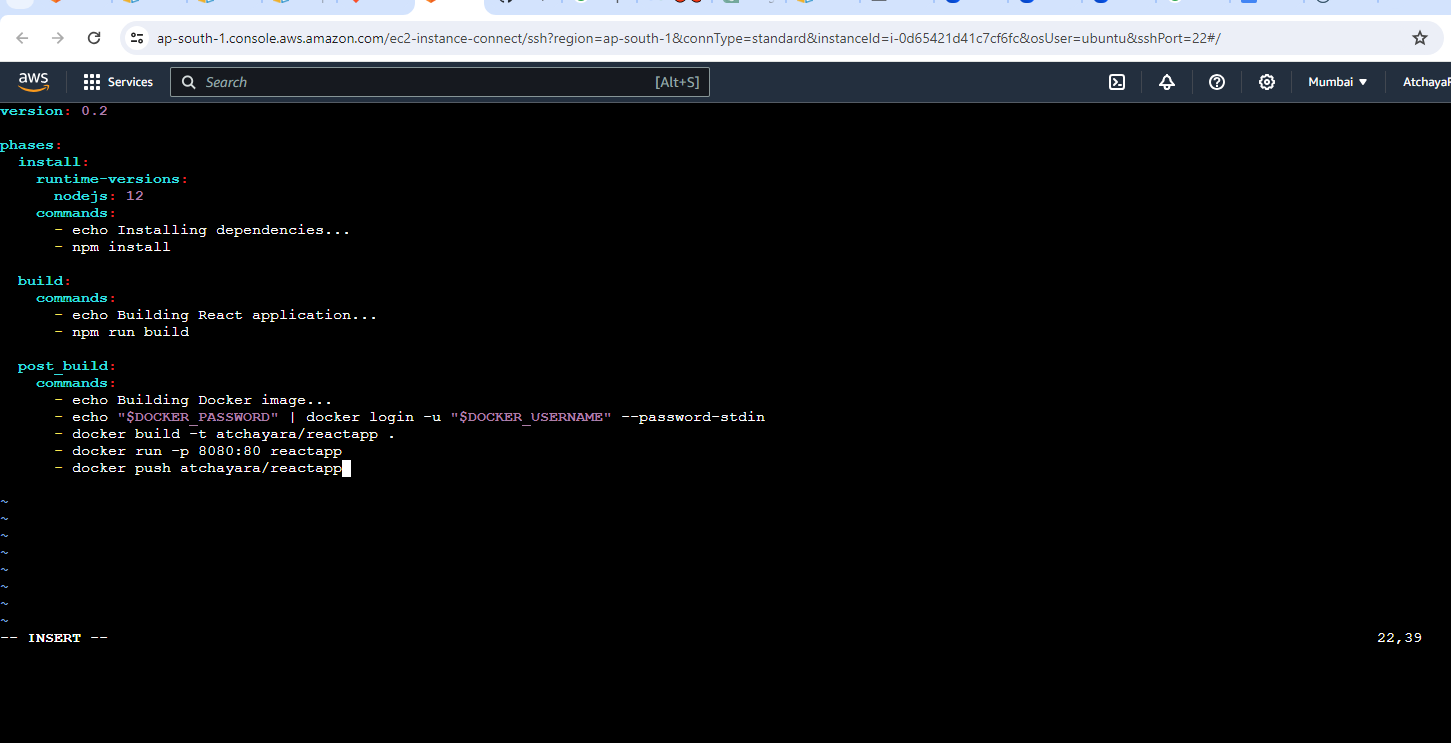 ap-south-1.console.aws.amazon.com/ec2-instance-connect/ssh?region=ap-south-1&connType=standard&instanceId=i-0d65421d41c7cf6fc&osUser=ubuntu&sshPort=22#/
aws Services Search [Alt+S] Mumbai AtchayaR
version: 0.2
phases:
  install:
    runtime-versions:
      nodejs: 12
    commands:
      - echo Installing dependencies...
      - npm install
  build:
    commands:
      - echo Building React application...
      - npm run build
  post_build:
    commands:
      - echo Building Docker image...
      - echo "$DOCKER_PASSWORD" | docker login -u "$DOCKER_USERNAME" --password-stdin
      - docker build -t atchayara/reactapp .
      - docker run -p 8080:80 reactapp
      - docker push atchayara/reactapp
~
~
~
~
~
~
~
~
-- INSERT -- 22,39